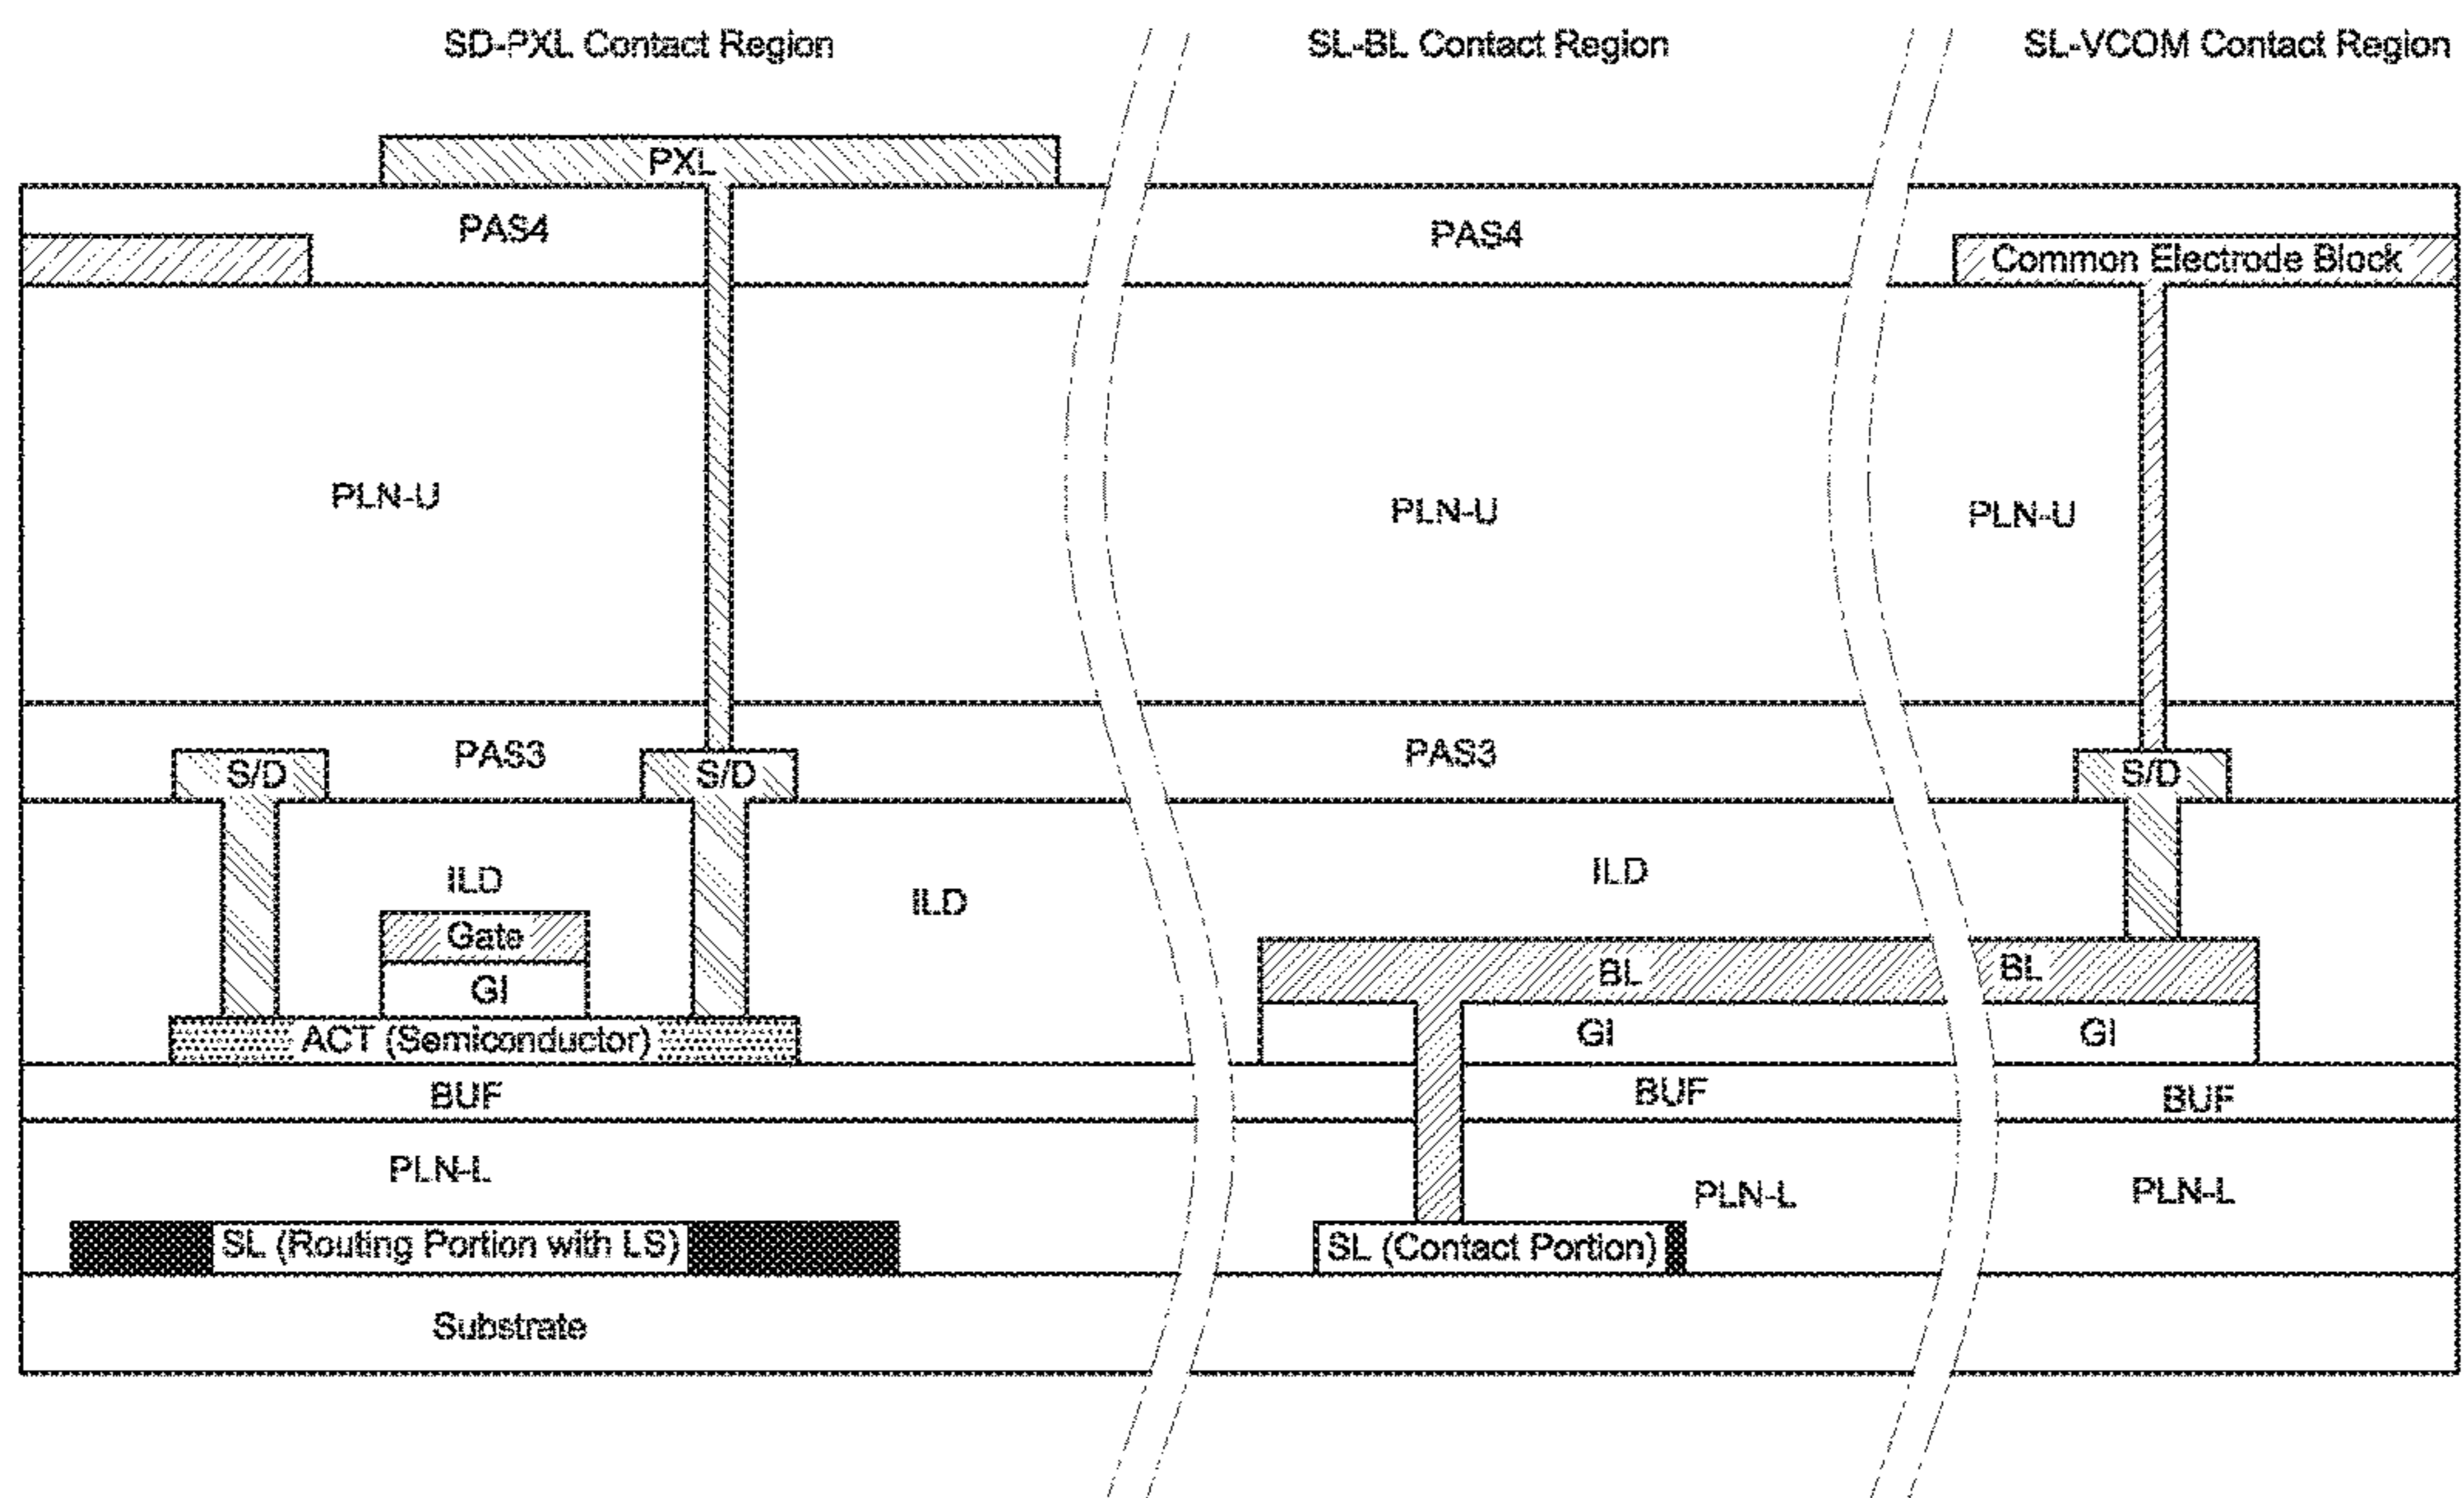 SD-PXL Contact Region
SL-BL Contact Region
SL-VCOM Contact Region
PXL
PAS4
PAS4
Common Electrode Block
PLN-U
PLN-U
PLN-U
PAS3
PAS3
S/D
S/D
S/D
ILD
ILD
ILD
Gate
BL
BL
GI
GI
GI
ACT (Semiconductor)
BUF
BUF
BUF
PLN-L
PLN-L
PLN-L
SL (Routing Portion with LS)
SL (Contact Portion)
Substrate